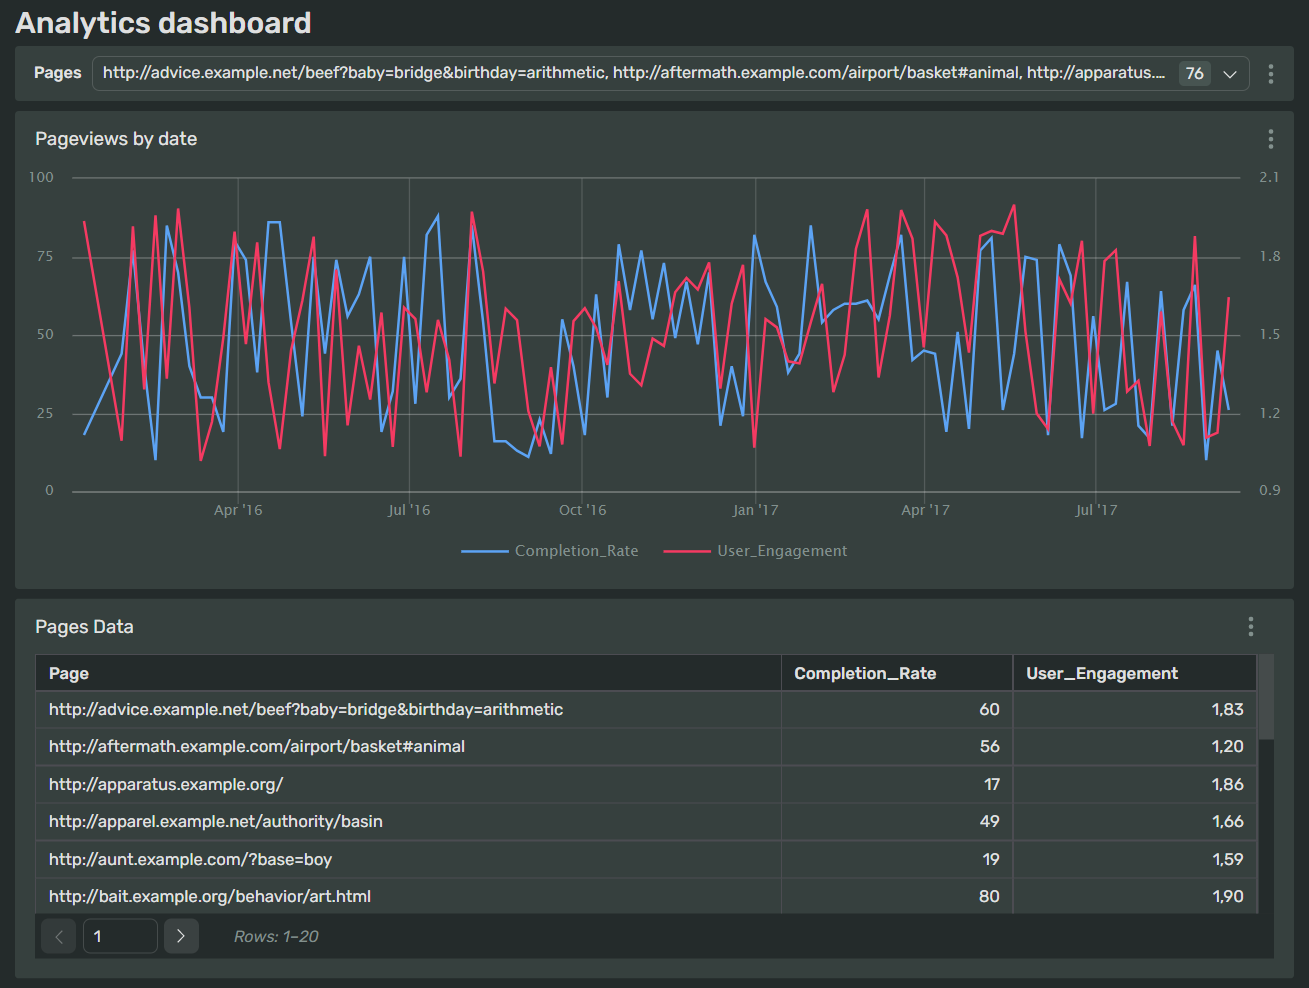 Analytics dashboard
Pages http://advice.example.net/beef?baby=bridge&birthday=arithmetic, http://aftermath.example.com/airport/basket#animal, http://apparatus.... 76
Pageviews by date
100 2.1
75 1.8
50 1.5
25 1.2
0 0.9
Apr '16 Jul '16 Oct '16 Jan '17 Apr '17 Jul '17
Completion_Rate User_Engagement
Pages Data
Page Completion_Rate User_Engagement
http://advice.example.net/beef?baby=bridge&birthday=arithmetic 60 1,83
http://aftermath.example.com/airport/basket#animal 56 1,20
http://apparatus.example.org/ 17 1,86
http://apparel.example.net/authority/basin 49 1,66
http://aunt.example.com/?base=boy 19 1,59
http://bait.example.org/behavior/art.html 80 1,90
1 Rows: 1–20